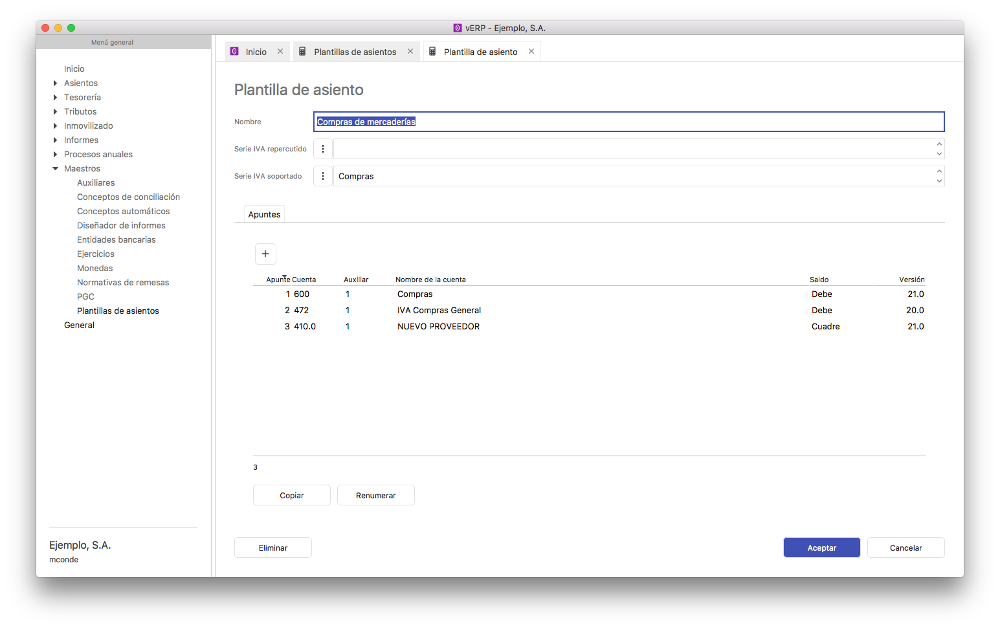 vERP - Ejemplo, S.A.
Menú general
Inicio
Asientos
Tesorería
Tributos
Inmovilizado
Informes
Procesos anuales
Maestros
Auxiliares
Conceptos de conciliación
Conceptos automáticos
Diseñador de informes
Entidades bancarias
Ejercicios
Monedas
Normativas de remesas
PGC
Plantillas de asientos
General
Ejemplo, S.A.
mconde
Inicio Plantillas de asientos Plantilla de asiento
Plantilla de asiento
Nombre Compras de mercaderías
Serie IVA repercutido
Serie IVA soportado Compras
Apuntes
+
Apunte Cuenta Auxiliar Nombre de la cuenta Saldo Versión
1 600 1 Compras Debe 21.0
2 472 1 IVA Compras General Debe 20.0
3 410.0 1 NUEVO PROVEEDOR Cuadre 21.0
3
Copiar Renumerar
Eliminar Aceptar Cancelar